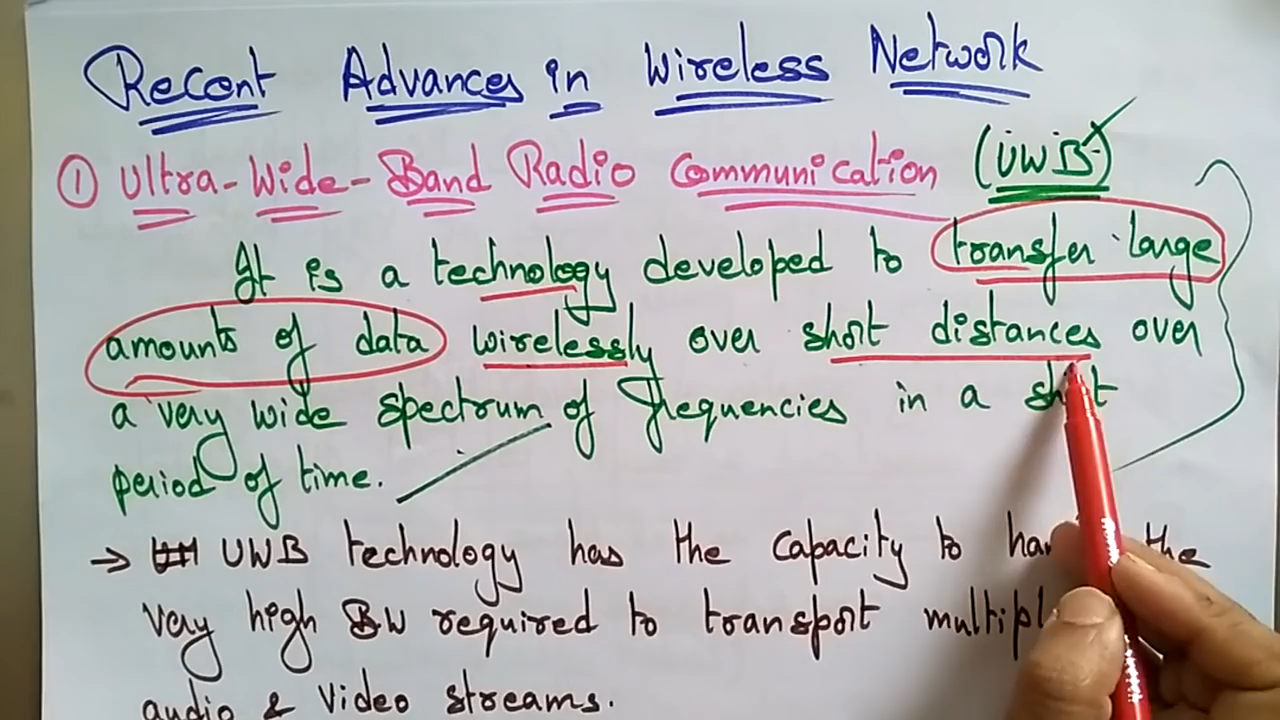 Recent Advances in Wireless Network
① Ultra-Wide-Band Radio Communication (UWB)
It is a technology developed to transfer large
amounts of data wirelessly over short distances over
a very wide spectrum of frequencies in a short
period of time.
→ UWB technology has the capacity to the
very high BW required to transport
audio & video streams.